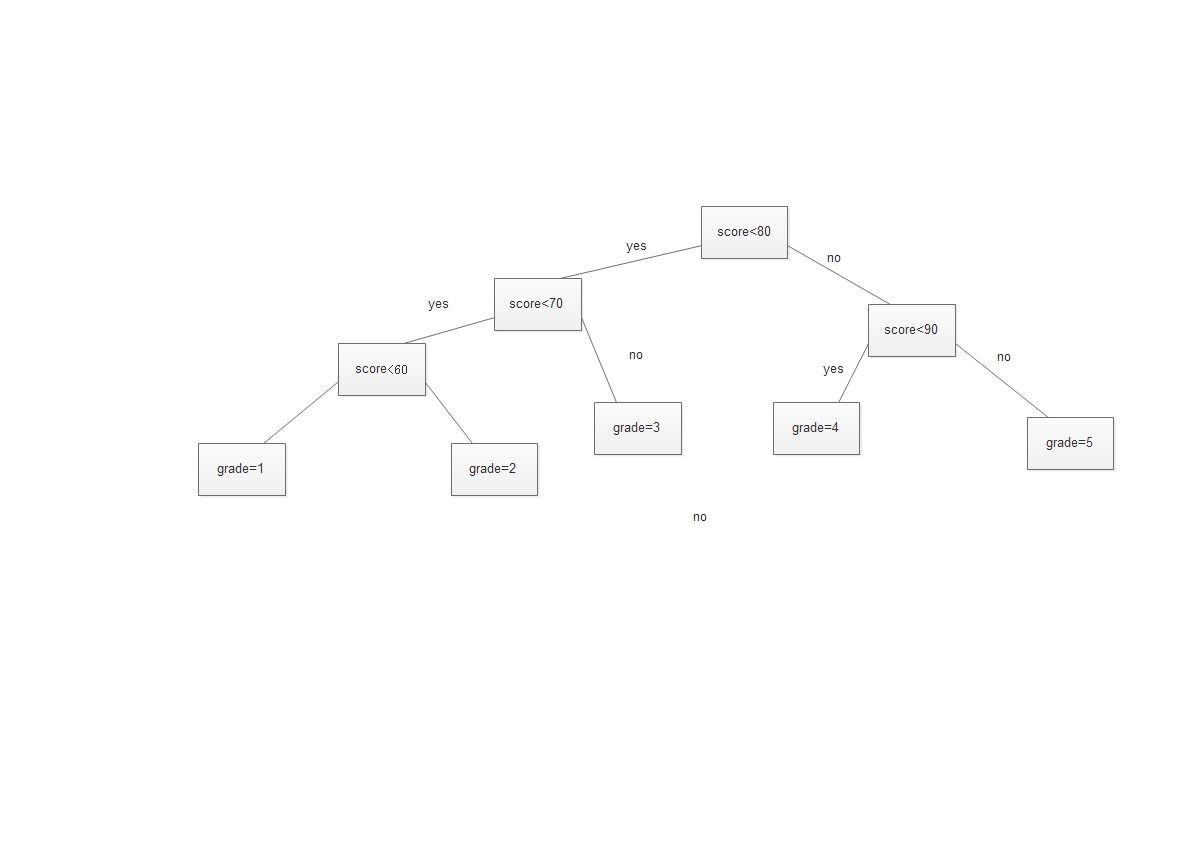 score<80
yes
no
score<70
yes
score<90
no
no
yes
score<60
grade=3
grade=4
grade=5
grade=1
grade=2
no